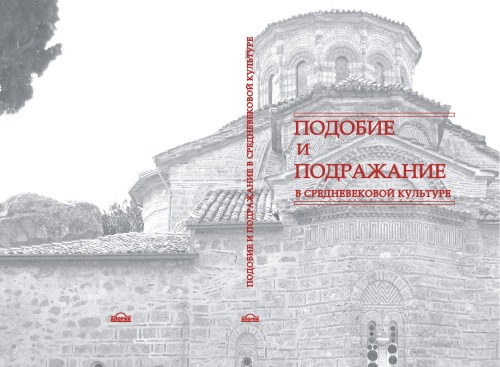 ПОДОБИЕ
И
ПОДРАЖАНИЕ
В СРЕДНЕВЕКОВОЙ КУЛЬТУРЕ
ПОДОБИЕ И ПОДРАЖАНИЕ В СРЕДНЕВЕКОВОЙ КУЛЬТУРЕ